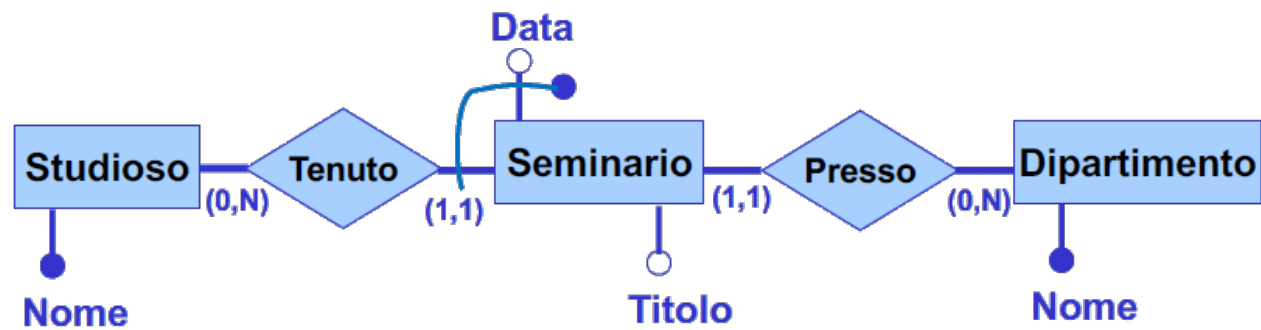 Data
Studioso
Tenuto
Seminario
Presso
Dipartimento
(0,N)
(1,1)
(1,1)
(0,N)
Nome
Titolo
Nome